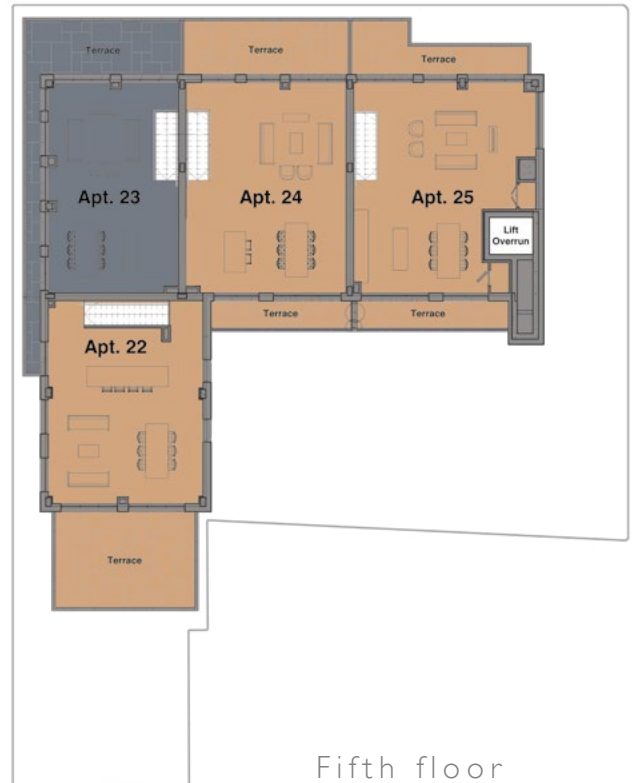 Terrace
Terrace
Terrace
Apt. 23
Apt. 24
Apt. 25
Lift
Overrun
Terrace
Terrace
Apt. 22
Terrace
Fifth floor